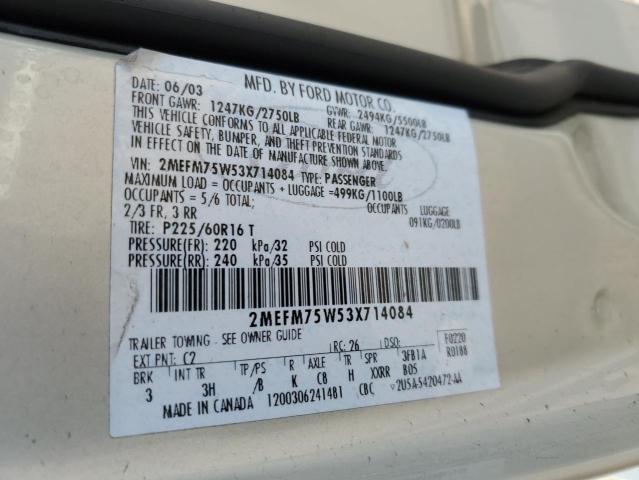 MFD. BY FORD MOTOR CO.
DATE: 06/03 GVWR: 2494KG/5500LB
FRONT GAWR: 1247KG/2750LB REAR GAWR: 1247KG/2750LB
THIS VEHICLE CONFORMS TO ALL APPLICABLE FEDERAL MOTOR
VEHICLE SAFETY, BUMPER, AND THEFT PREVENTION STANDARDS
IN EFFECT ON THE DATE OF MANUFACTURE SHOWN ABOVE.
VIN: 2MEFM75W53X714084 TYPE: PASSENGER
MAXIMUM LOAD = OCCUPANTS + LUGGAGE = 499KG/1100LB
OCCUPANTS = 5/6 TOTAL; OCCUPANTS LUGGAGE
2/3 FR, 3 RR 091KG/0200LB
TIRE: P225/60R16 T
PRESSURE(FR) 220 kPa/32 PSI COLD
PRESSURE(RR) 240 kPa/35 PSI COLD
2MEFM75W53X714084
TRAILER TOWING - SEE OWNER GUIDE
EXT PNT: C2 RC: 26 DSO: F0220
BRK INT TR TP/PS R AXLE TR SPR 3FB1A R0188
3 3H /B K C8 H XXRR B05
MADE IN CANADA 1200306241481 CBC 2U5A-5420472-AA